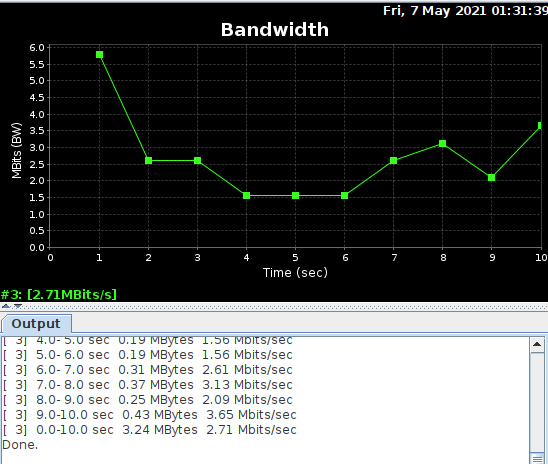 Fri, 7 May 2021 01:31:39
Bandwidth
MBits (BW)
6.0
5.5
5.0
4.5
4.0
3.5
3.0
2.5
2.0
1.5
1.0
0.5
0.0
0 1 2 3 4 5 6 7 8 9 10
Time (sec)
#3: [2.71MBits/s]
Output
[ 3] 4.0- 5.0 sec 0.19 MBytes 1.56 Mbits/sec
[ 3] 5.0- 6.0 sec 0.19 MBytes 1.56 Mbits/sec
[ 3] 6.0- 7.0 sec 0.31 MBytes 2.61 Mbits/sec
[ 3] 7.0- 8.0 sec 0.37 MBytes 3.13 Mbits/sec
[ 3] 8.0- 9.0 sec 0.25 MBytes 2.09 Mbits/sec
[ 3] 9.0-10.0 sec 0.43 MBytes 3.65 Mbits/sec
[ 3] 0.0-10.0 sec 3.24 MBytes 2.71 Mbits/sec
Done.